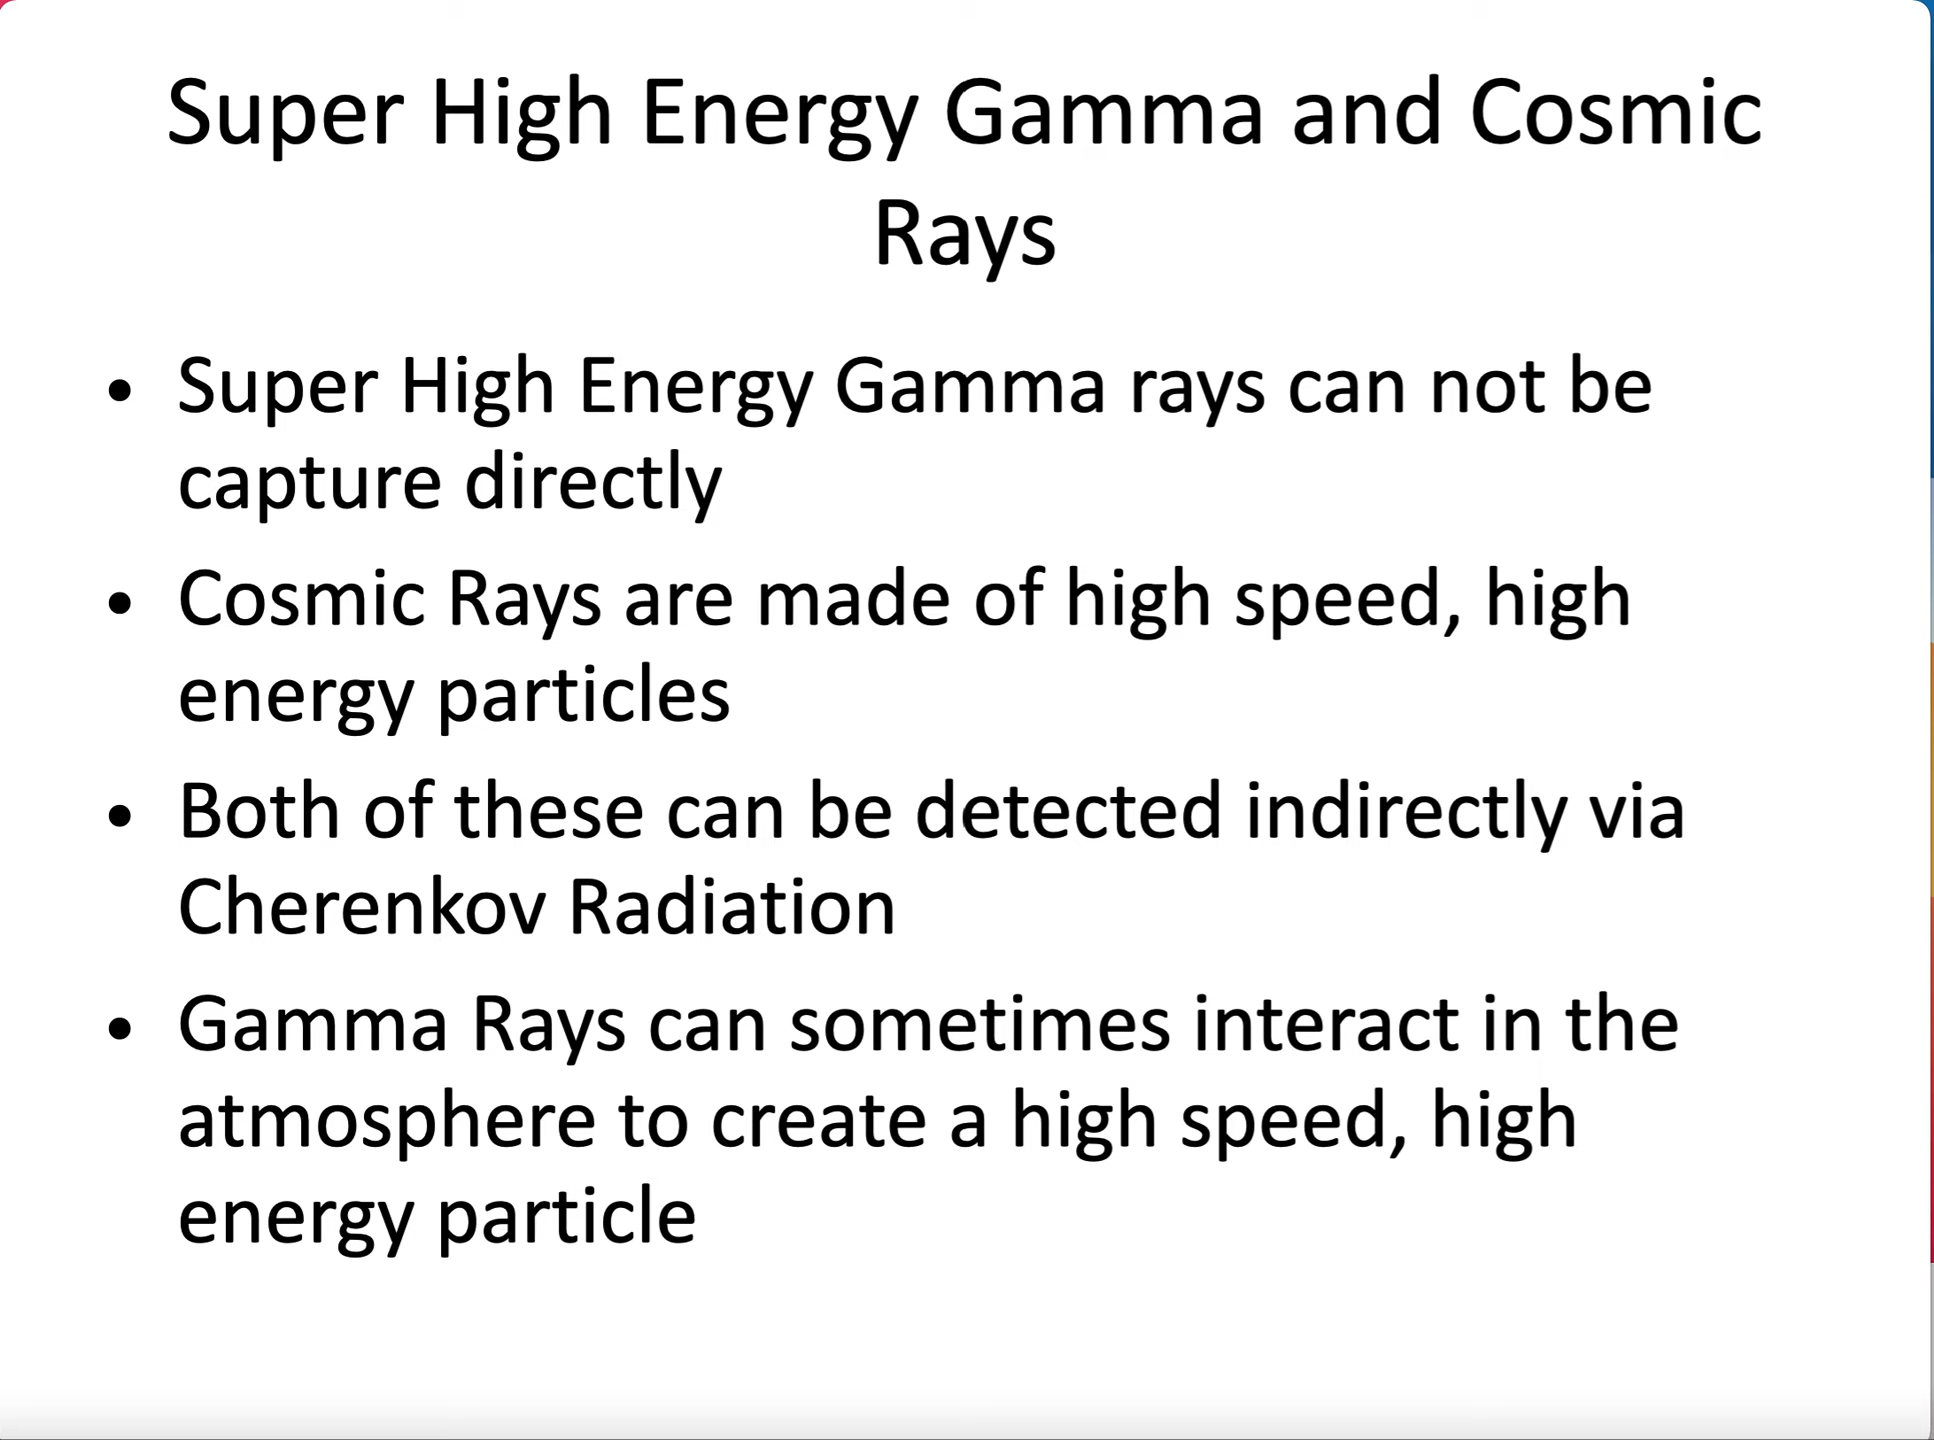 Super High Energy Gamma and Cosmic
Rays
• Super High Energy Gamma rays can not be
capture directly
• Cosmic Rays are made of high speed, high
energy particles
• Both of these can be detected indirectly via
Cherenkov Radiation
• Gamma Rays can sometimes interact in the
atmosphere to create a high speed, high
energy particle